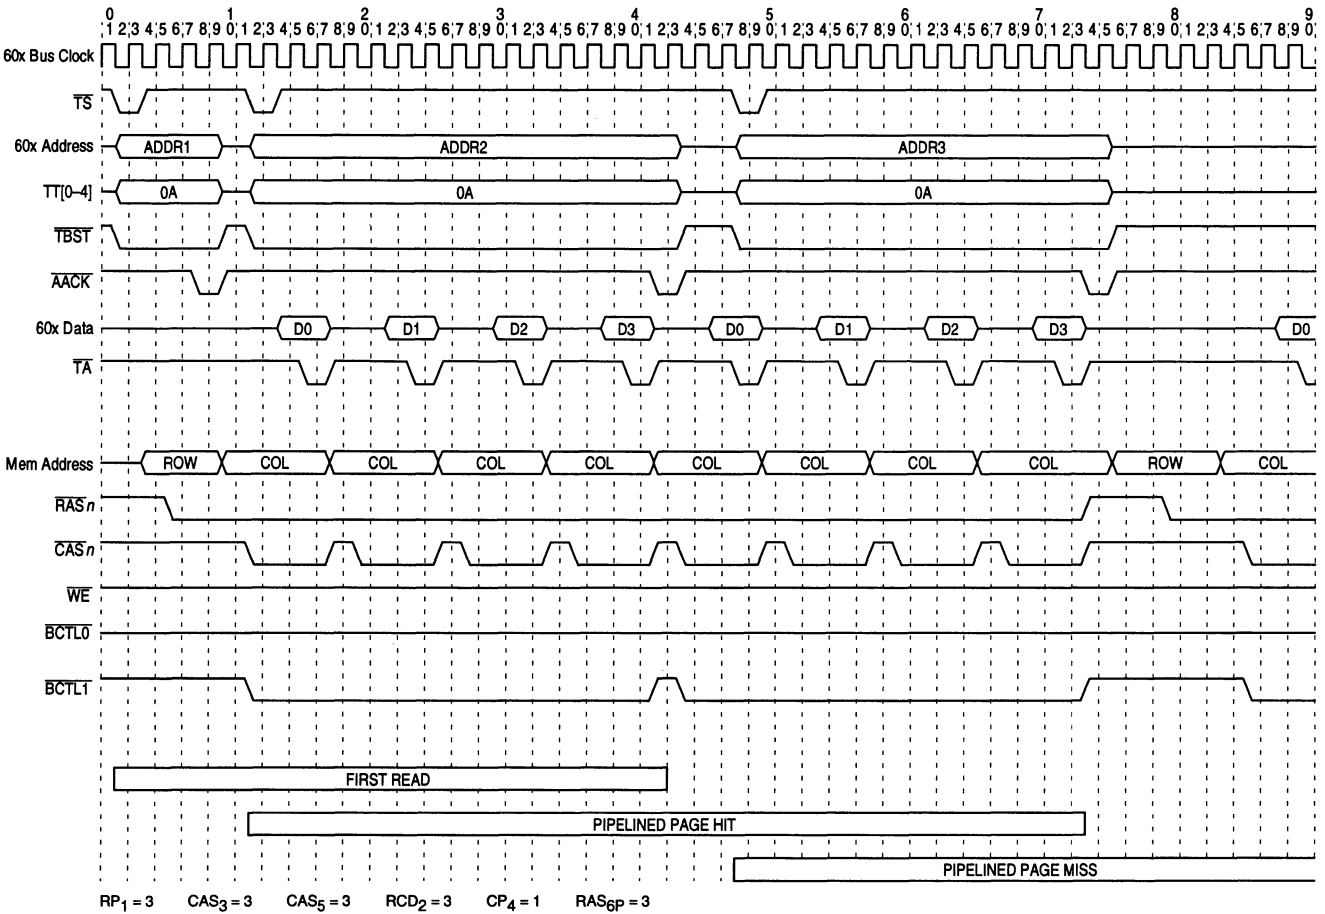 0 1 2 3 4 5 6 7 8 9
1 2,3 4,5 6,7 8,9 0,1 2,3 4,5 6,7 8,9 0,1 2,3 4,5 6,7 8,9 0,1 2,3 4,5 6,7 8,9 0,1 2,3 4,5 6,7 8,9 0,1 2,3 4,5 6,7 8,9 0,1 2,3 4,5 6,7 8,9 0,1 2,3 4,5 6,7 8,9 0,1 2,3 4,5 6,7 8,9 0,
60x Bus Clock
TS
60x Address ADDR1 ADDR2 ADDR3
TT[0–4] 0A 0A 0A
TBST
AACK
60x Data D0 D1 D2 D3 D0 D1 D2 D3 D0
TA
Mem Address ROW COL COL COL COL COL COL COL COL ROW COL
RAS n
CAS n
WE
BCTL0
BCTL1
FIRST READ
PIPELINED PAGE HIT
PIPELINED PAGE MISS
RP1 = 3 CAS3 = 3 CAS5 = 3 RCD2 = 3 CP4 = 1 RAS6P = 3